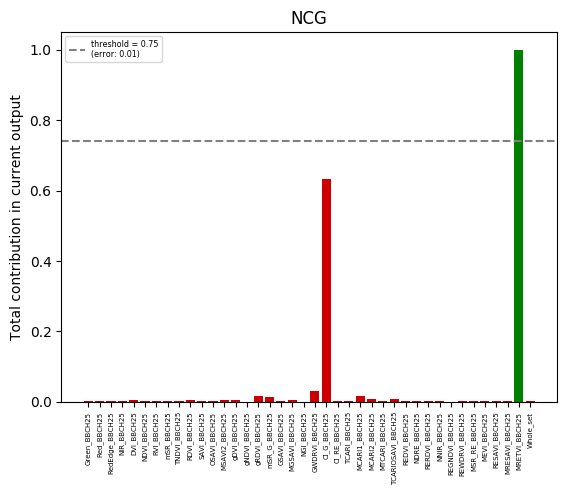 NCG
threshold = 0.75
(error: 0.01)
Total contribution in current output
1.0
0.8
0.6
0.4
0.2
0.0
Green_BBCH25
Red_BBCH25
RedEdge_BBCH25
NIR_BBCH25
DVI_BBCH25
NDVI_BBCH25
RVI_BBCH25
mSR_BBCH25
TNDVI_BBCH25
RDVI_BBCH25
SAVI_BBCH25
OSAVI_BBCH25
MSAVI2_BBCH25
gDVI_BBCH25
gNDVI_BBCH25
gRDVI_BBCH25
mSR_G_BBCH25
GSAVI_BBCH25
MGSAVI_BBCH25
NGI_BBCH25
GWDRVI_BBCH25
CI_G_BBCH25
CI_RE_BBCH25
TCARI_BBCH25
MCARI1_BBCH25
MCARI2_BBCH25
MTCARI_BBCH25
TCARIOSAVI_BBCH25
REDVI_BBCH25
NDRE_BBCH25
RERDVI_BBCH25
NNIR_BBCH25
REGNDVI_BBCH25
REWDRVI_BBCH25
MSR_RE_BBCH25
MEVI_BBCH25
RESAVI_BBCH25
MRESAVI_BBCH25
MRETVI_BBCH25
Whole_set